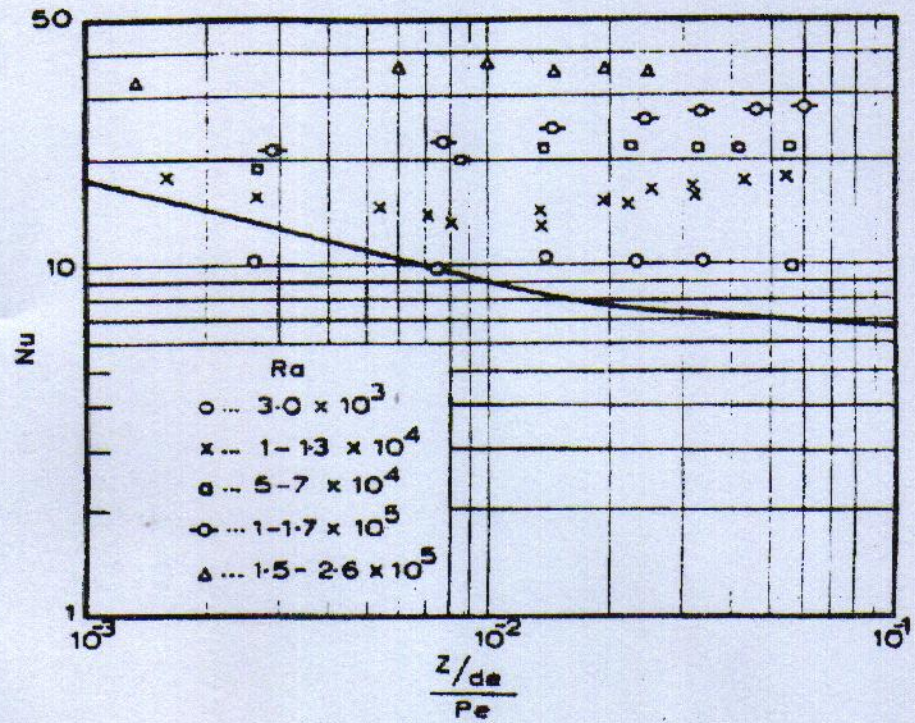 50
10
1
Nu
Ra
○ ... 3·0 × 10³
× ... 1 - 1·3 × 10⁴
□ ... 5-7 × 10⁴
-○- ... 1-1·7 × 10⁵
△ ... 1·5 - 2·6 × 10⁵
10⁻³ 10⁻² 10⁻¹
Z/de
Pe